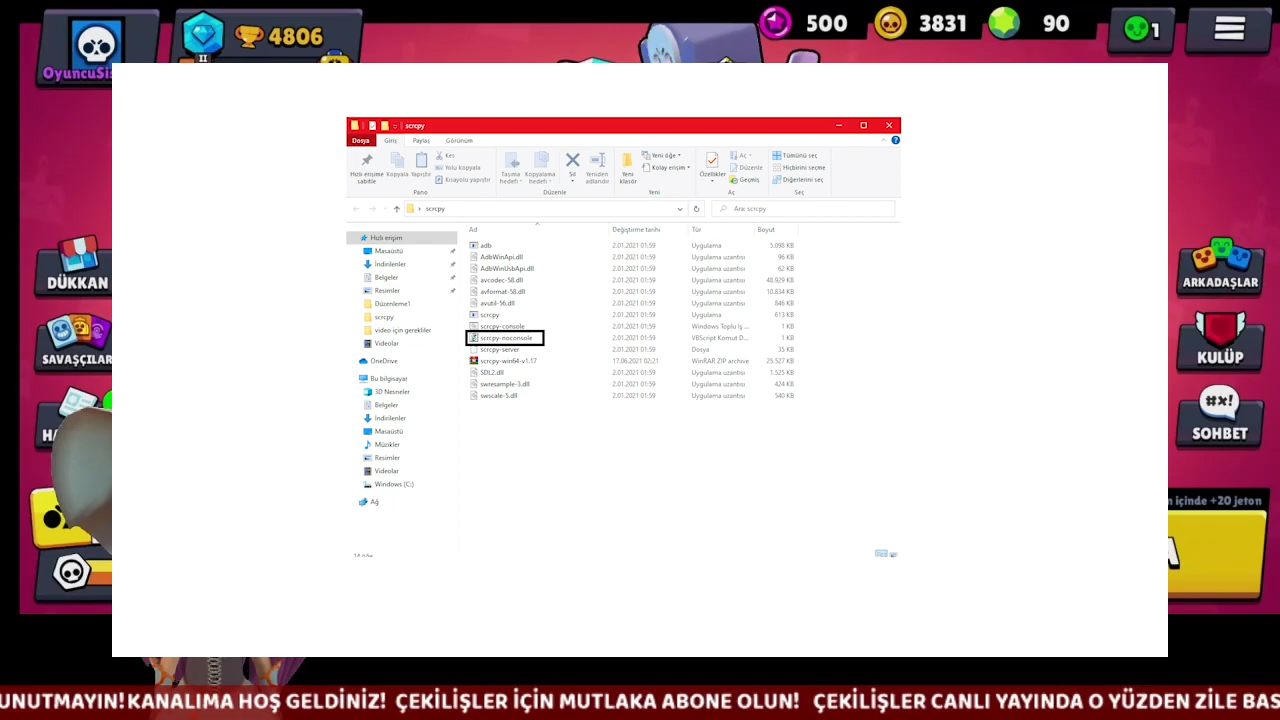 4806
II
500
3831
90
1
OyuncuSis
DÜKKAN
SAVAŞÇILAR
ARKADAŞLAR
KULÜP
#x!
SOHBET
içinde +20 jeton
scrcpy
Dosya
Giriş
Paylaş
Görünüm
Hızlı erişime sabitle
Kopyala
Yapıştır
Kes
Yolu kopyala
Kısayolu yapıştır
Pano
Taşıma hedefi
Kopyalama hedefi
Sil
Yeniden adlandır
Düzenle
Yeni klasör
Yeni öğe
Kolay erişim
Yeni
Özellikler
Aç
Düzenle
Geçmiş
Aç
Tümünü seç
Hiçbirini seçme
Diğerlerini seç
Seç
scrcpy
Ara: scrcpy
Hızlı erişim
Masaüstü
İndirilenler
Belgeler
Resimler
Düzenleme1
scrcpy
video için gerekliler
Videolar
OneDrive
Bu bilgisayar
3D Nesneler
Belgeler
İndirilenler
Masaüstü
Müzikler
Resimler
Videolar
Windows (C:)
Ağ
Ad Değiştirme tarihi Tür Boyut
adb 2.01.2021 01:59 Uygulama 5.098 KB
AdbWinApi.dll 2.01.2021 01:59 Uygulama uzantısı 96 KB
AdbWinUsbApi.dll 2.01.2021 01:59 Uygulama uzantısı 62 KB
avcodec-58.dll 2.01.2021 01:59 Uygulama uzantısı 48.929 KB
avformat-58.dll 2.01.2021 01:59 Uygulama uzantısı 10.834 KB
avutil-56.dll 2.01.2021 01:59 Uygulama uzantısı 846 KB
scrcpy 2.01.2021 01:59 Uygulama 613 KB
scrcpy-console 2.01.2021 01:59 Windows Toplu İş ... 1 KB
scrcpy-noconsole 2.01.2021 01:59 VBScript Komut D... 1 KB
scrcpy-server 2.01.2021 01:59 Dosya 35 KB
scrcpy-win64-v1.17 17.06.2021 02:21 WinRAR ZIP archive 25.527 KB
SDL2.dll 2.01.2021 01:59 Uygulama uzantısı 1.525 KB
swresample-3.dll 2.01.2021 01:59 Uygulama uzantısı 424 KB
swscale-5.dll 2.01.2021 01:59 Uygulama uzantısı 540 KB
UNUTMAYIN! KANALIMA HOŞ GELDİNİZ! ÇEKİLİŞLER İÇİN MUTLAKA ABONE OLUN! ÇEKİLİŞLER CANLI YAYINDA O YÜZDEN ZİLE BAS